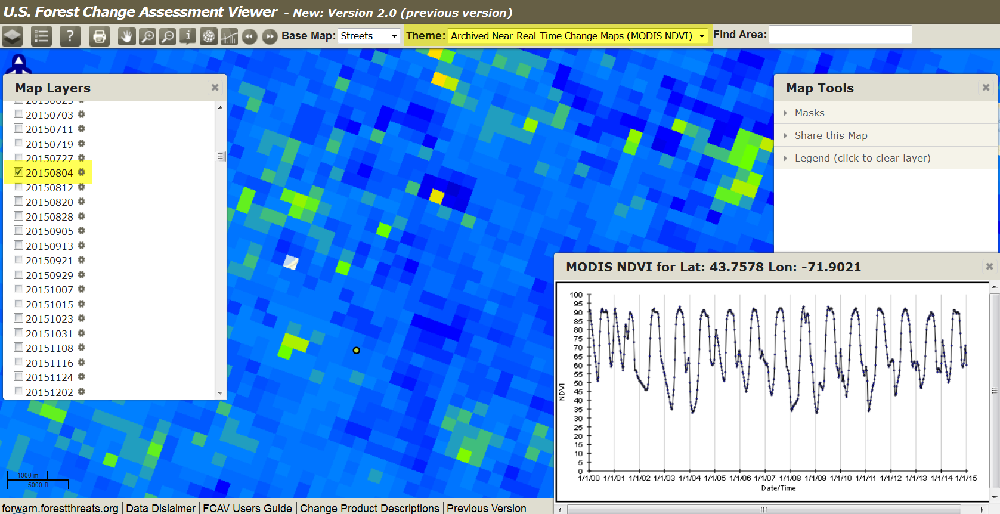 U.S. Forest Change Assessment Viewer - New: Version 2.0 (previous version)
Base Map: Streets Theme: Archived Near-Real-Time Change Maps (MODIS NDVI) Find Area:
Map Layers
20150703
20150711
20150719
20150727
20150804
20150812
20150820
20150828
20150905
20150913
20150921
20150929
20151007
20151015
20151023
20151031
20151108
20151116
20151124
20151202
Map Tools
Masks
Share this Map
Legend (click to clear layer)
MODIS NDVI for Lat: 43.7578 Lon: -71.9021
100
95
90
85
80
75
70
65
60
55
50
45
40
35
30
25
20
15
10
5
0
NDVI
1/1/00 1/1/01 1/1/02 1/1/03 1/1/04 1/1/05 1/1/06 1/1/07 1/1/08 1/1/09 1/1/10 1/1/11 1/1/12 1/1/13 1/1/14 1/1/15
Date/Time
1000 m
5000 ft
forwarn.forestthreats.org | Data Dislaimer | FCAV Users Guide | Change Product Descriptions | Previous Version